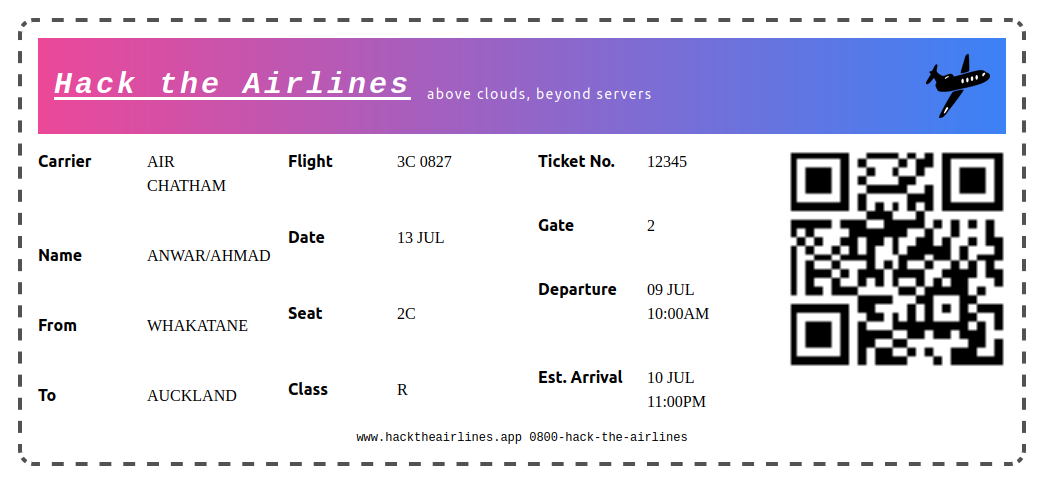 Hack the Airlines above clouds, beyond servers
Carrier AIR CHATHAM
Name ANWAR/AHMAD
From WHAKATANE
To AUCKLAND
Flight 3C 0827
Date 13 JUL
Seat 2C
Class R
Ticket No. 12345
Gate 2
Departure 09 JUL
10:00AM
Est. Arrival 10 JUL
11:00PM
www.hacktheairlines.app 0800-hack-the-airlines